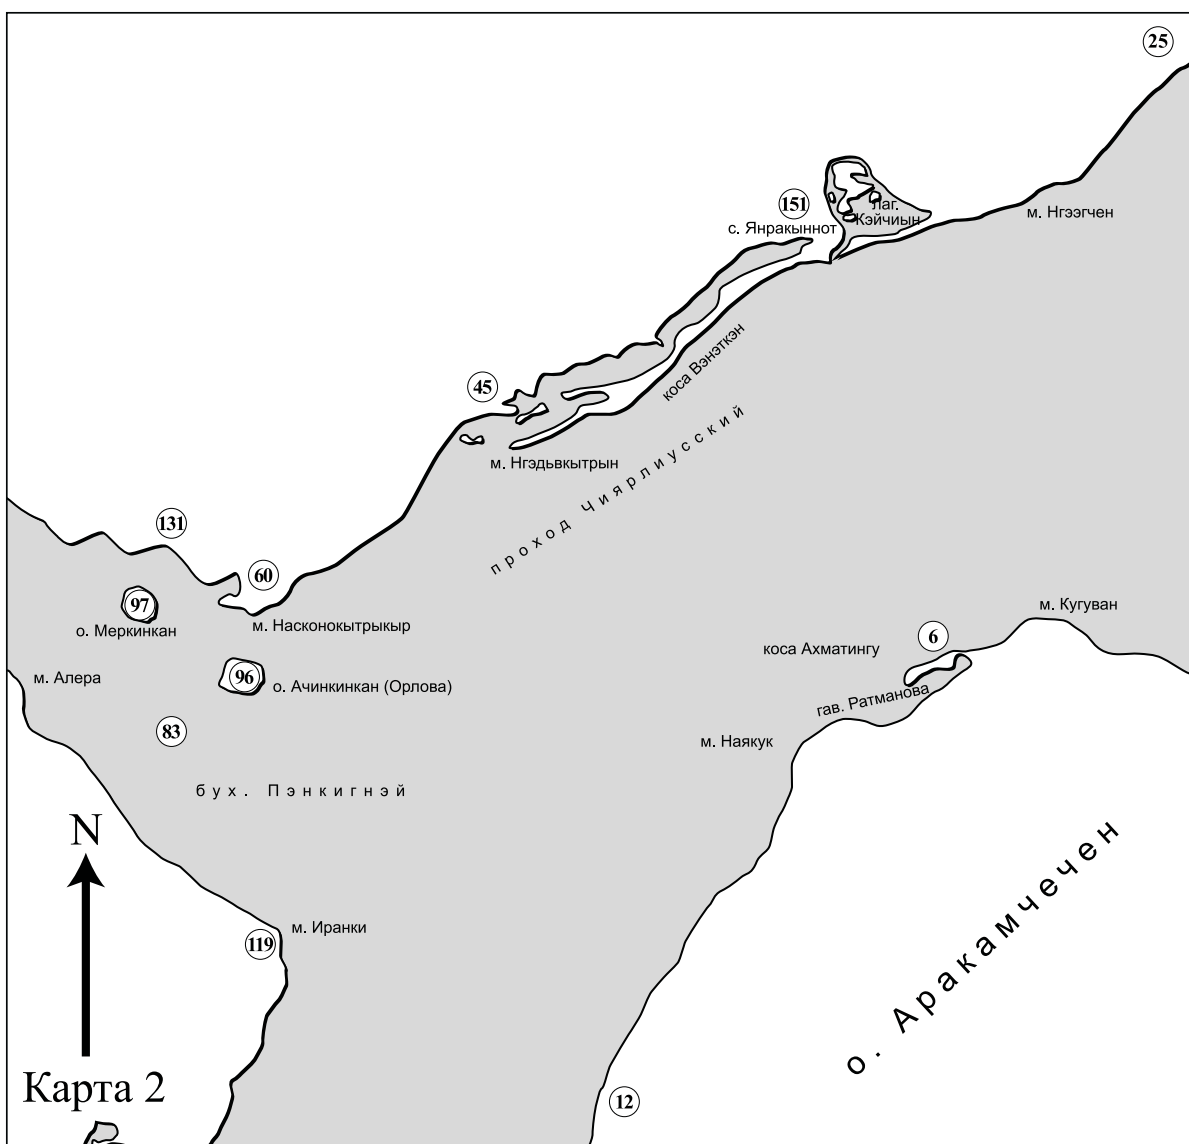 25
151
с. Янракыннот
лаг.
Кэйчиын
м. Нгээгчен
коса Вэнэткэн
45
м. Нгэдьвкытрын
проход Чиярлиусский
131
60
97
о. Меркинкан
м. Насконокытрыкыр
м. Кугуван
6
коса Ахматингу
м. Алера
96
о. Ачинкинкан (Орлова)
гав. Ратманова
83
м. Наякук
бух. Пэнкигнэй
N
о. Аракамчечен
м. Иранки
119
Карта 2
12